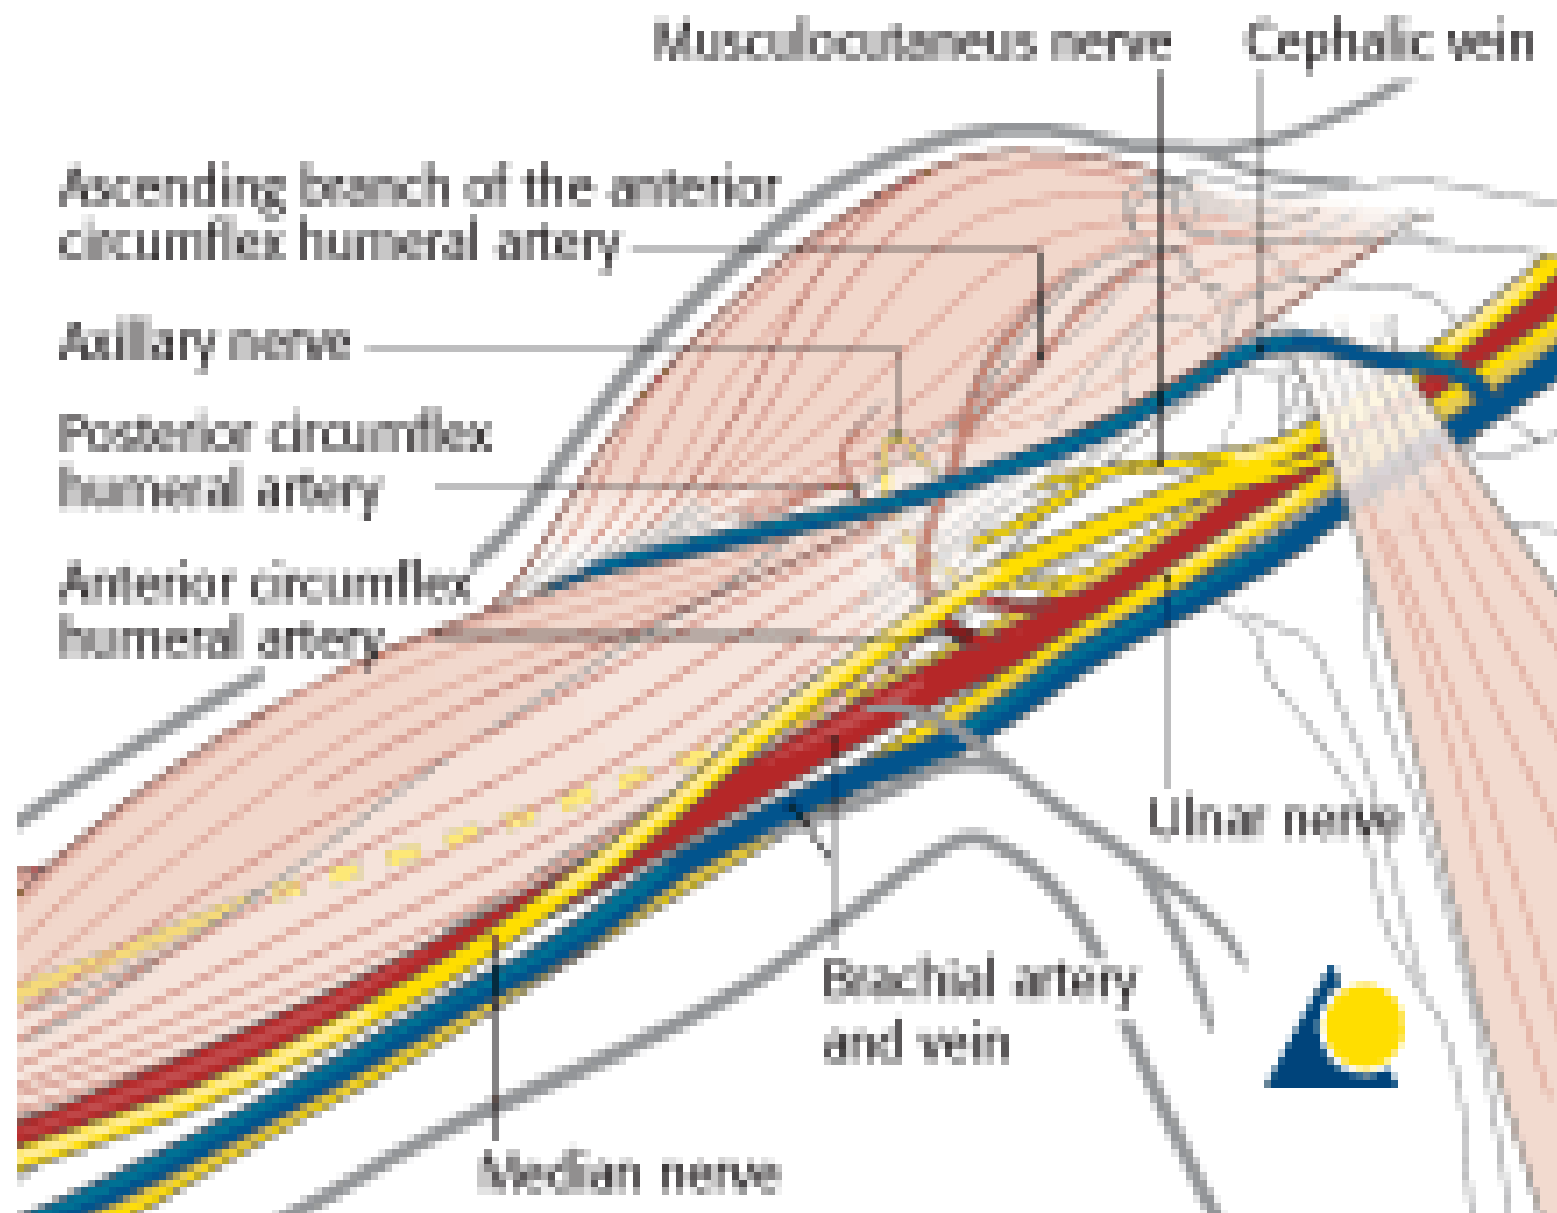 Musculocutaneus nerve
Cephalic vein
Ascending branch of the anterior
circumflex humeral artery
Axillary nerve
Posterior circumflex
humeral artery
Anterior circumflex
humeral artery
Ulnar nerve
Brachial artery
and vein
Median nerve